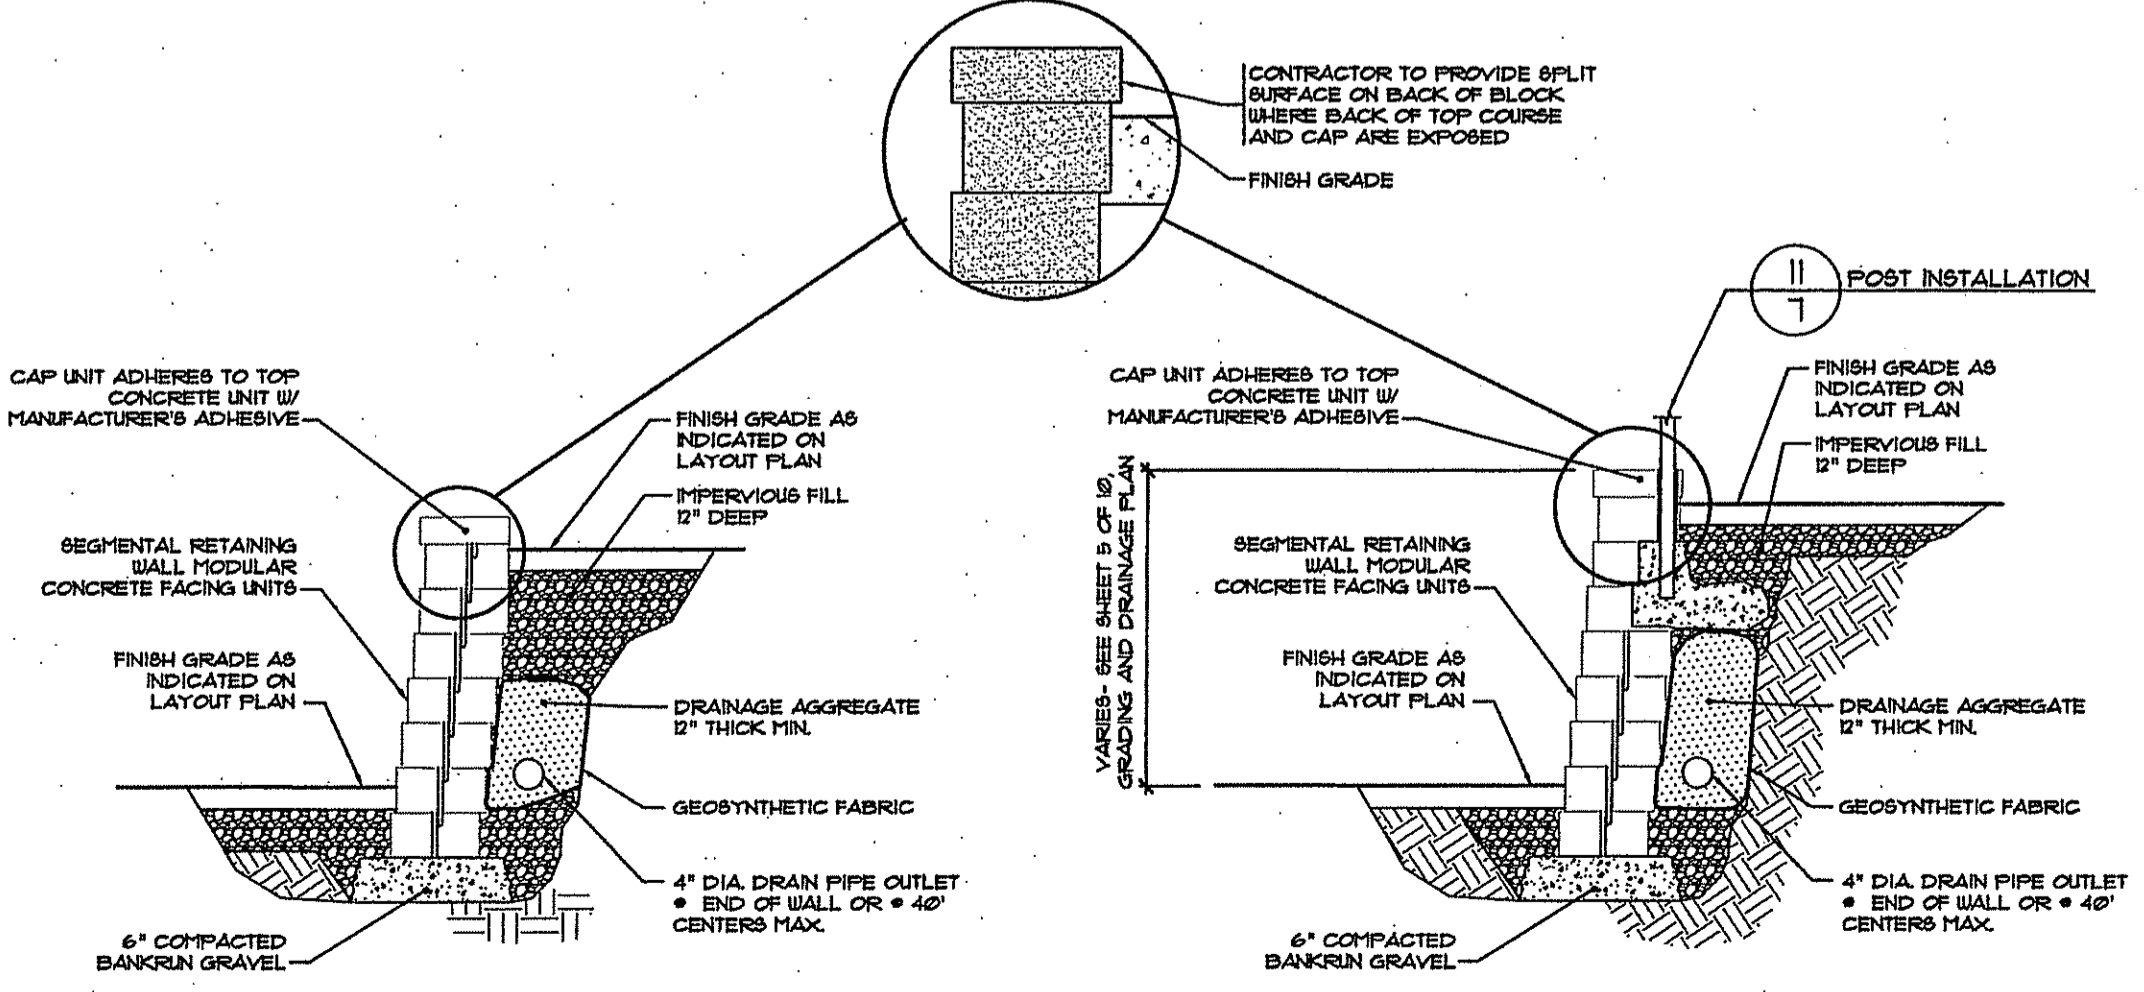 CONTRACTOR TO PROVIDE SPLIT
SURFACE ON BACK OF BLOCK
WHERE BACK OF TOP COURSE
AND CAP ARE EXPOSED
FINISH GRADE
CAP UNIT ADHERES TO TOP
CONCRETE UNIT W/
MANUFACTURER'S ADHESIVE
FINISH GRADE AS
INDICATED ON
LAYOUT PLAN
IMPERVIOUS FILL
12" DEEP
SEGMENTAL RETAINING
WALL MODULAR
CONCRETE FACING UNITS
FINISH GRADE AS
INDICATED ON
LAYOUT PLAN
DRAINAGE AGGREGATE
12" THICK MIN.
GEOSYNTHETIC FABRIC
4" DIA. DRAIN PIPE OUTLET
@ END OF WALL OR @ 40'
CENTERS MAX.
6" COMPACTED
BANKRUN GRAVEL
11
7
POST INSTALLATION
CAP UNIT ADHERES TO TOP
CONCRETE UNIT W/
MANUFACTURER'S ADHESIVE
FINISH GRADE AS
INDICATED ON
LAYOUT PLAN
IMPERVIOUS FILL
12" DEEP
VARIES- SEE SHEET 5 OF 10,
GRADING AND DRAINAGE PLAN
SEGMENTAL RETAINING
WALL MODULAR
CONCRETE FACING UNITS
FINISH GRADE AS
INDICATED ON
LAYOUT PLAN
DRAINAGE AGGREGATE
12" THICK MIN.
GEOSYNTHETIC FABRIC
4" DIA. DRAIN PIPE OUTLET
@ END OF WALL OR @ 40'
CENTERS MAX.
6" COMPACTED
BANKRUN GRAVEL